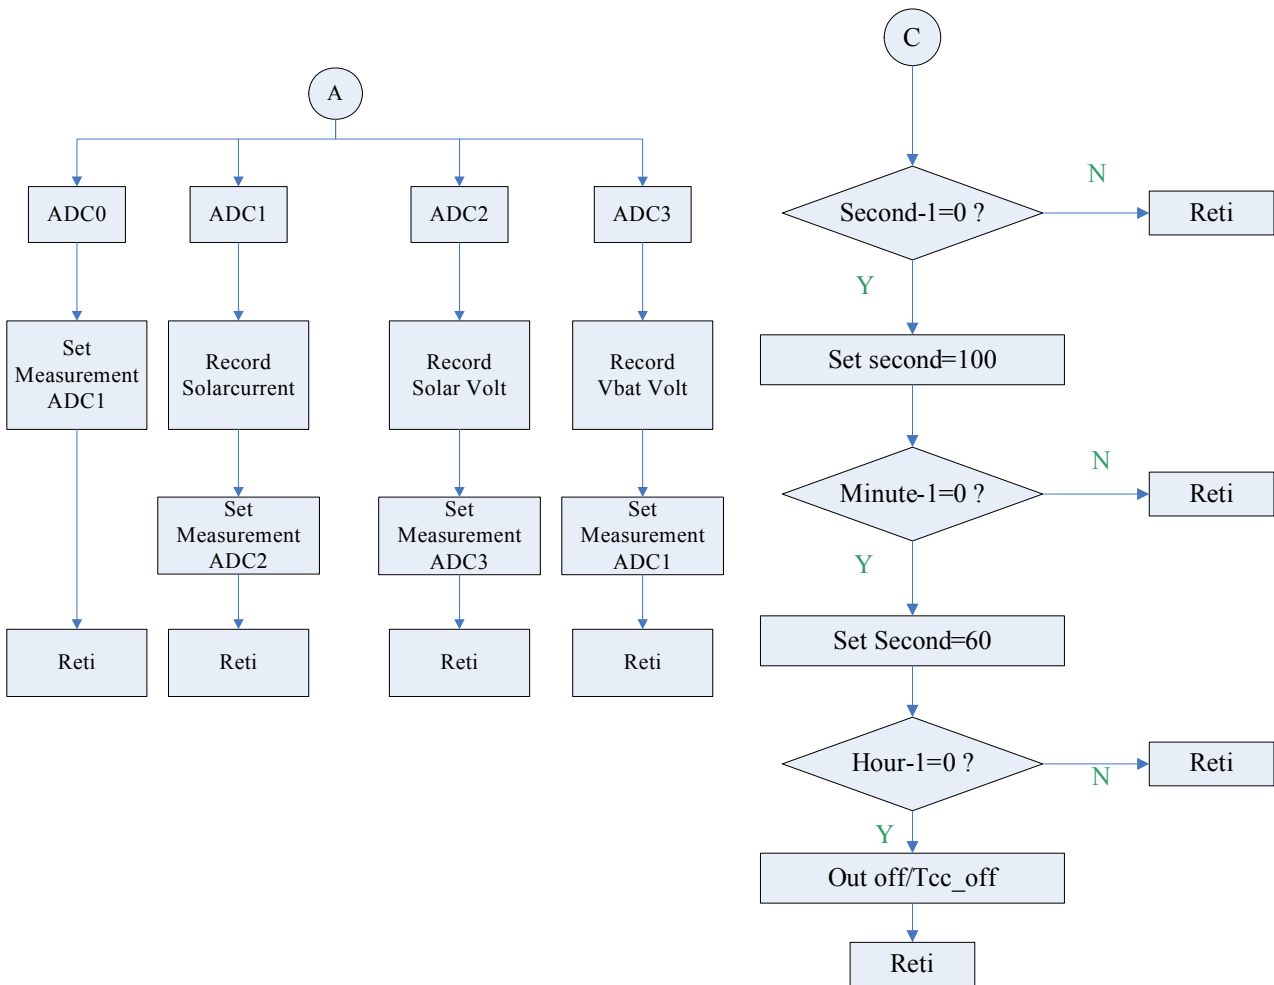 A
ADC0
ADC1
ADC2
ADC3
Set
Measurement
ADC1
Record
Solarcurrent
Record
Solar Volt
Record
Vbat Volt
Set
Measurement
ADC2
Set
Measurement
ADC3
Set
Measurement
ADC1
Reti
Reti
Reti
Reti
C
Second-1=0 ?
N
Reti
Y
Set second=100
Minute-1=0 ?
N
Reti
Y
Set Second=60
Hour-1=0 ?
N
Reti
Y
Out off/Tcc_off
Reti